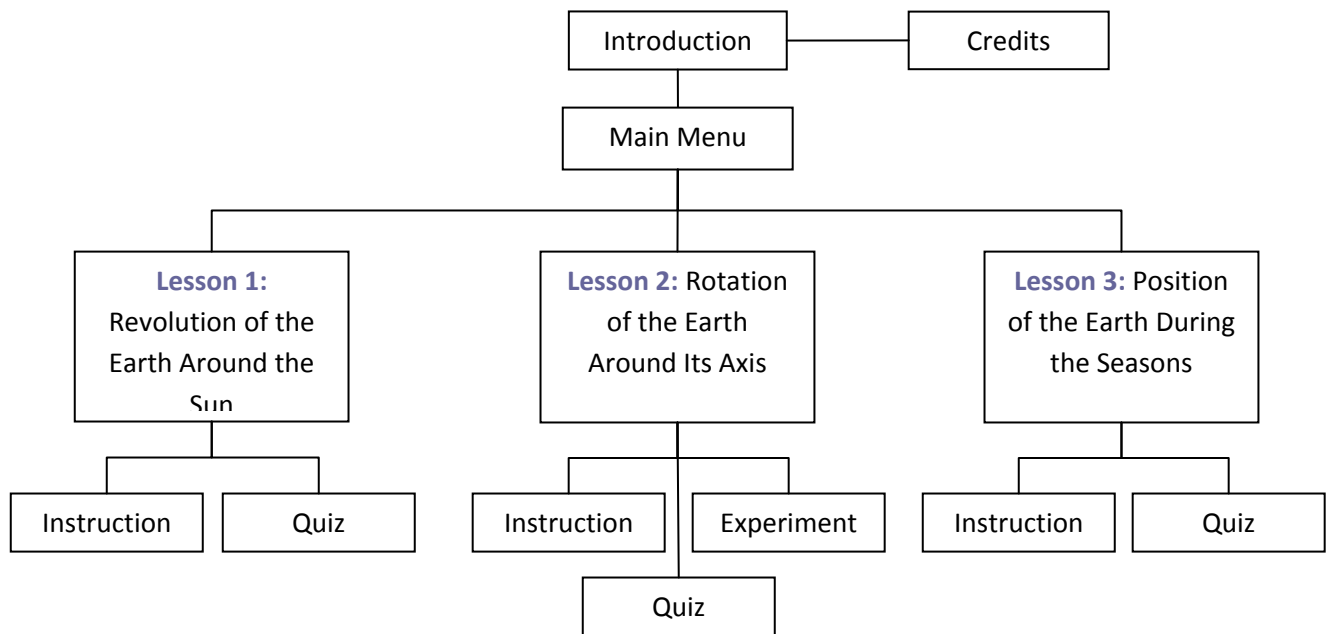 Introduction
Credits
Main Menu
Lesson 1:
Revolution of the
Earth Around the
Sun
Lesson 2: Rotation
of the Earth
Around Its Axis
Lesson 3: Position
of the Earth During
the Seasons
Instruction
Quiz
Instruction
Experiment
Instruction
Quiz
Quiz